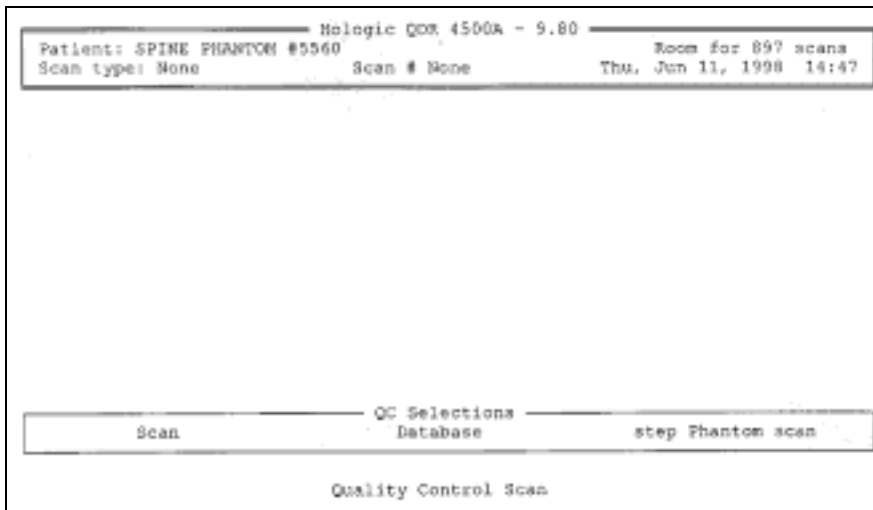 Hologic QDR 4500A - 9.80
Patient: SPINE PHANTOM #5560 Room for 897 scans
Scan type: None Scan # None Thu, Jun 11, 1998 14:47
QC Selections
Scan Database step Phantom scan
Quality Control Scan